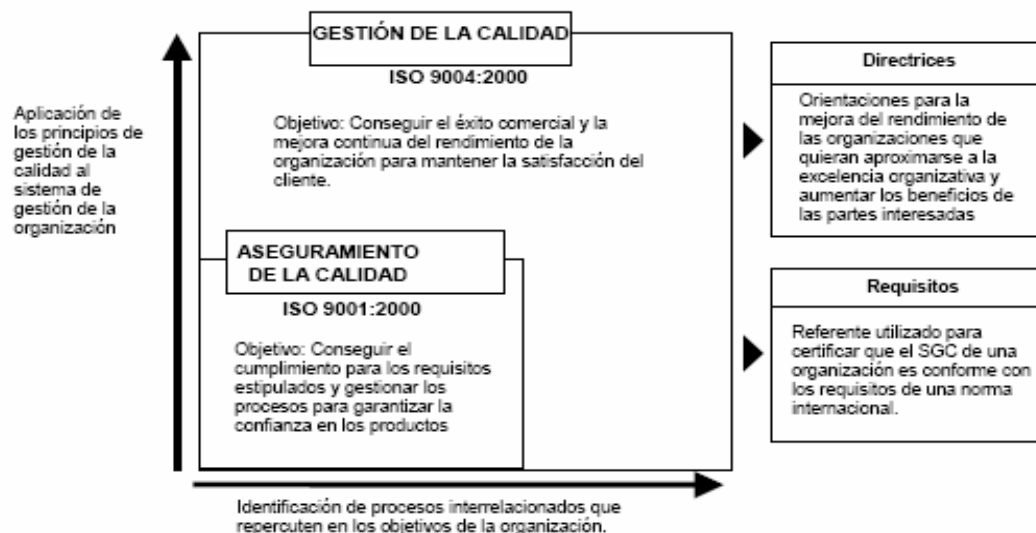 Aplicación de
los principios de
gestión de la
calidad al
sistema de
gestión de la
organización
GESTIÓN DE LA CALIDAD
ISO 9004:2000
Objetivo: Conseguir el éxito comercial y la
mejora continua del rendimiento de la
organización para mantener la satisfacción del
cliente.
ASEGURAMIENTO
DE LA CALIDAD
ISO 9001:2000
Objetivo: Conseguir el
cumplimiento para los requisitos
estipulados y gestionar los
procesos para garantizar la
confianza en los productos
Identificación de procesos interrelacionados que
repercuten en los objetivos de la organización.
Directrices
Orientaciones para la
mejora del rendimiento de
las organizaciones que
quieran aproximarse a la
excelencia organizativa y
aumentar los beneficios de
las partes interesadas
Requisitos
Referente utilizado para
certificar que el SGC de una
organización es conforme con
los requisitos de una norma
internacional.